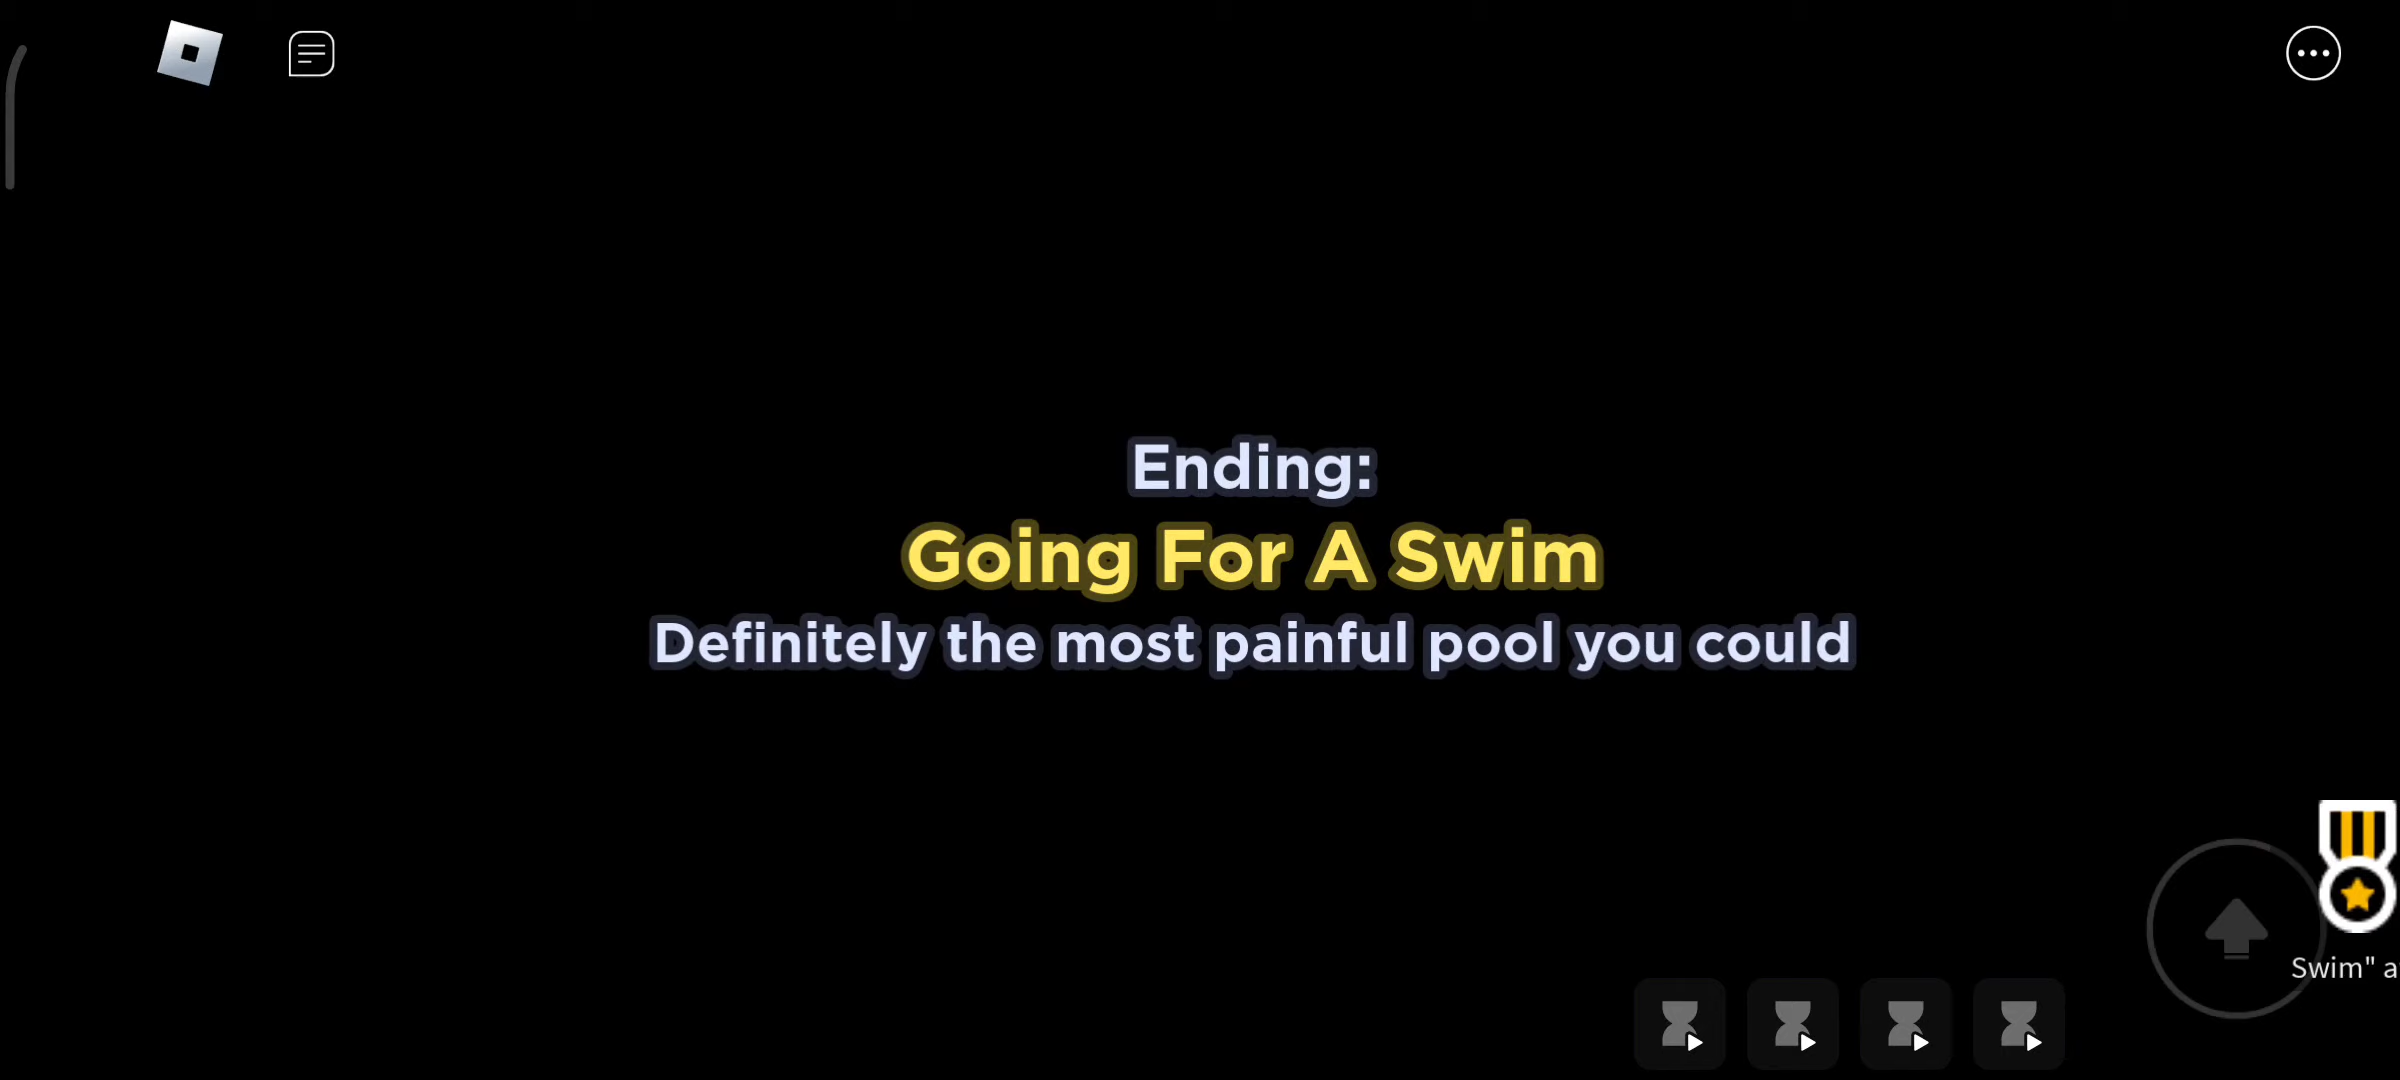 Ending:
Going For A Swim
Definitely the most painful pool you could
Swim" a